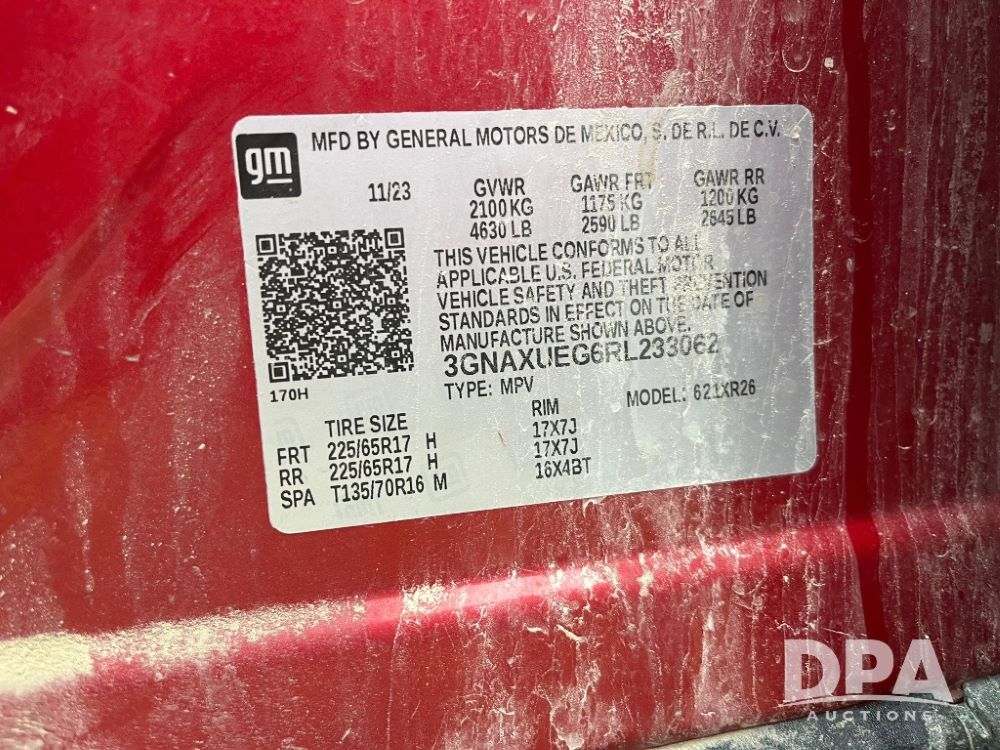 gm
MFD BY GENERAL MOTORS DE MEXICO, S. DE R.L. DE C.V.
11/23 GVWR GAWR FRT GAWR RR
2100KG 1175 KG 1200 KG
4630 LB 2590 LB 2645 LB
THIS VEHICLE CONFORMS TO ALL
APPLICABLE U.S. FEDERAL MOTOR
VEHICLE SAFETY AND THEFT PREVENTION
STANDARDS IN EFFECT ON THE DATE OF
MANUFACTURE SHOWN ABOVE.
3GNAXUEG6RL233062
170H
TYPE: MPV MODEL: 621XR26
TIRE SIZE RIM
FRT 225/65R17 H 17X7J
RR 225/65R17 H 17X7J
SPA T135/70R16 M 16X4BT
DPA
AUCTIONS